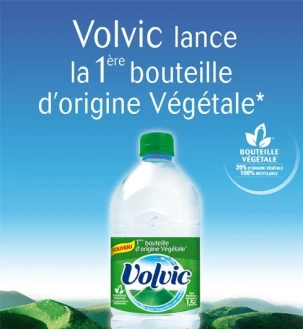 Volvic lance
la 1ère bouteille
d'origine Végétale*
BOUTEILLE
VÉGÉTALE
20% D'ORIGINE VÉGÉTALE
100% RECYCLABLE
NOUVEAU
1ère bouteille
d'origine Végétale*
Volvic
1,5L